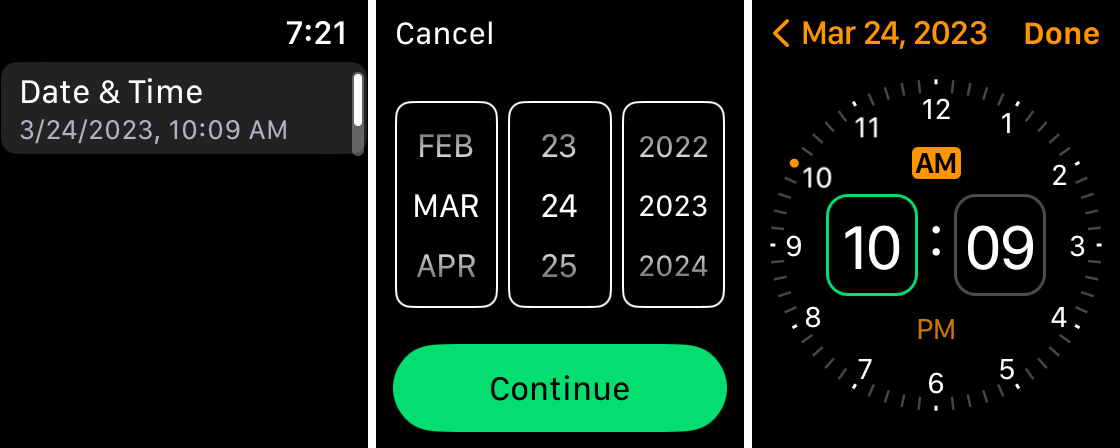 7:21
Date & Time
3/24/2023, 10:09 AM
Cancel
FEB 23 2022
MAR 24 2023
APR 25 2024
Continue
Mar 24, 2023 Done
12
11 1
AM
10 2
10 : 09
9 3
8 4
PM
7 5
6